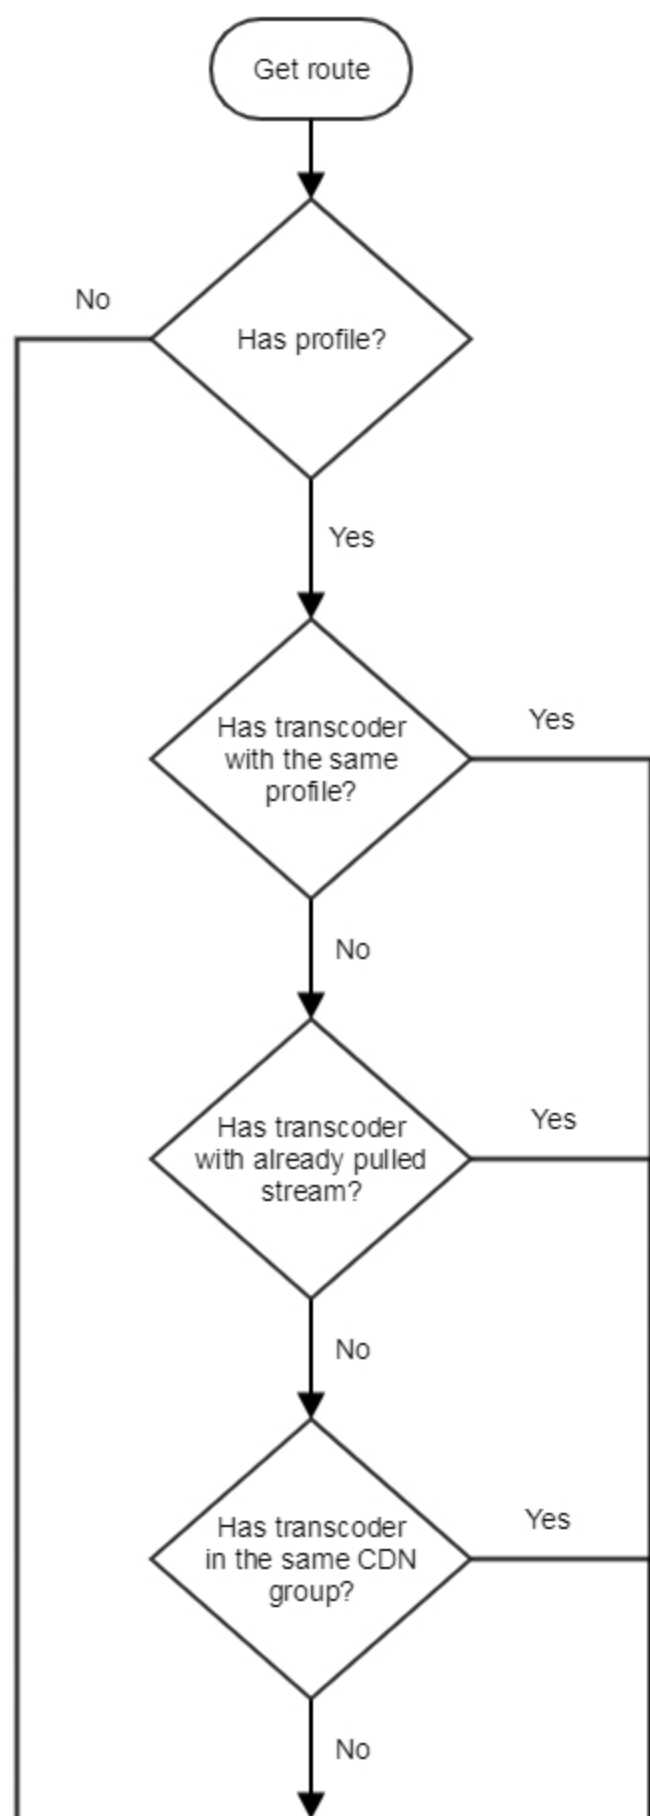 Get route
No
Has profile?
Yes
Has transcoder
with the same
profile?
Yes
No
Has transcoder
with already pulled
stream?
Yes
No
Has transcoder
in the same CDN
group?
Yes
No